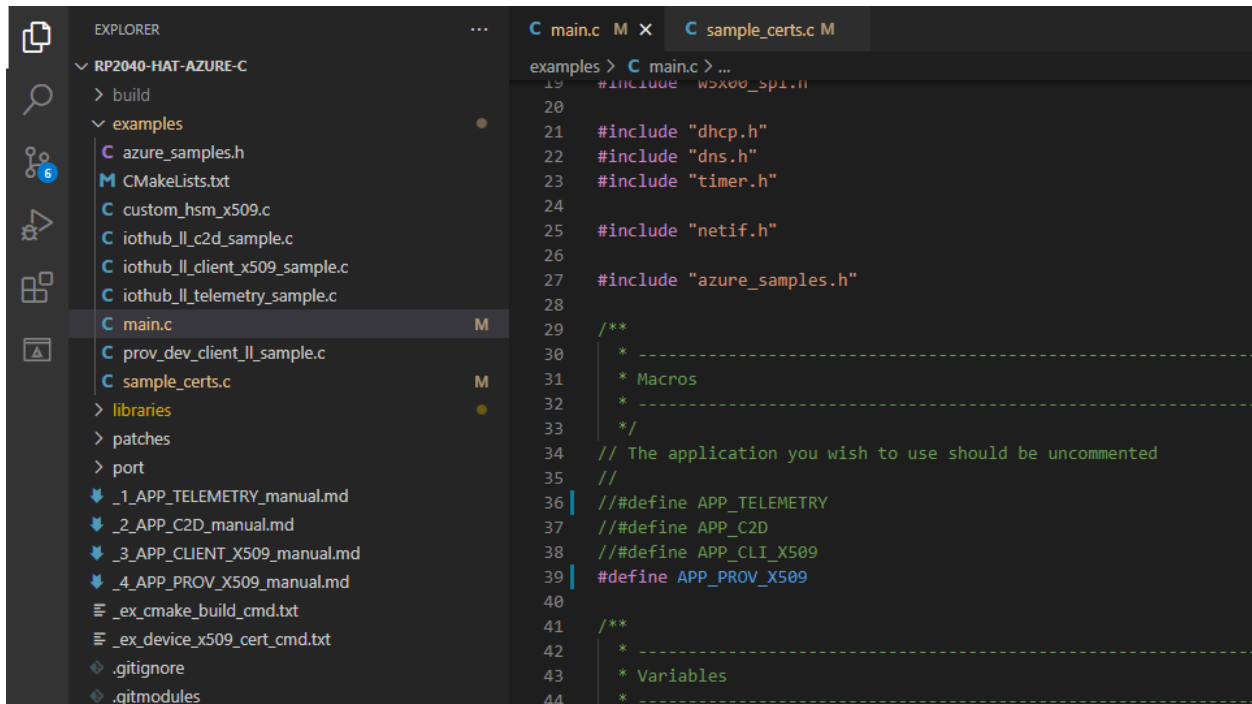 EXPLORER
RP2040-HAT-AZURE-C
build
examples
azure_samples.h
CMakeLists.txt
custom_hsm_x509.c
iothub_ll_c2d_sample.c
iothub_ll_client_x509_sample.c
iothub_ll_telemetry_sample.c
main.c M
prov_dev_client_ll_sample.c
sample_certs.c M
libraries
patches
port
_1_APP_TELEMETRY_manual.md
_2_APP_C2D_manual.md
_3_APP_CLIENT_X509_manual.md
_4_APP_PROV_X509_manual.md
_ex_cmake_build_cmd.txt
_ex_device_x509_cert_cmd.txt
.gitignore
.gitmodules
6
C main.c M × C sample_certs.c M
examples > C main.c > ...
19 #include "w5x00_spi.h"
20
21 #include "dhcp.h"
22 #include "dns.h"
23 #include "timer.h"
24
25 #include "netif.h"
26
27 #include "azure_samples.h"
28
29 /**
30 * ----------------------------------------------------------------
31 * Macros
32 * ----------------------------------------------------------------
33 */
34 // The application you wish to use should be uncommented
35 //
36 //#define APP_TELEMETRY
37 //#define APP_C2D
38 //#define APP_CLI_X509
39 #define APP_PROV_X509
40
41 /**
42 * ----------------------------------------------------------------
43 * Variables
44 * ----------------------------------------------------------------